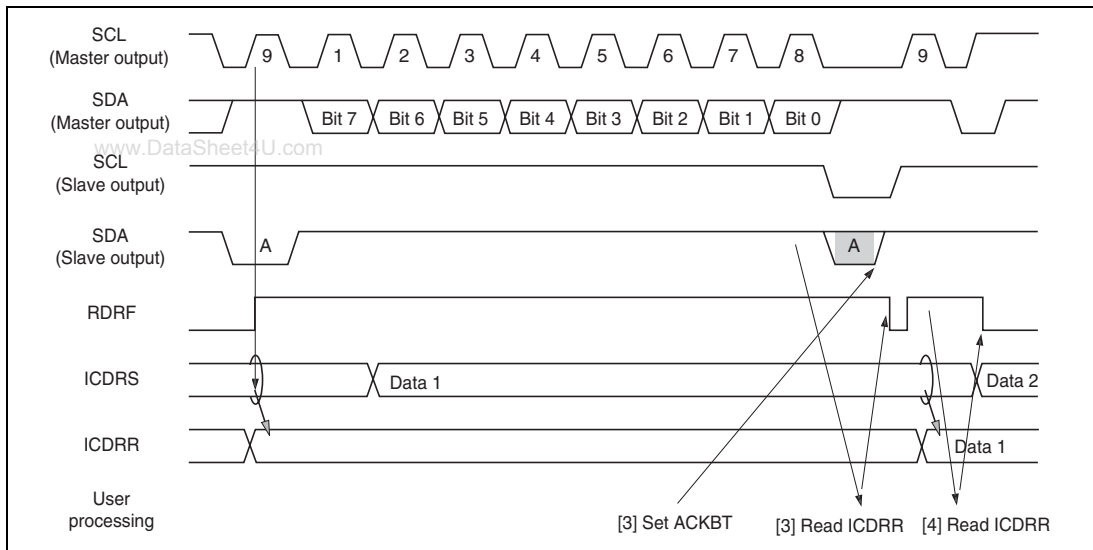 SCL
(Master output)
9 1 2 3 4 5 6 7 8 9
SDA
(Master output)
Bit 7 Bit 6 Bit 5 Bit 4 Bit 3 Bit 2 Bit 1 Bit 0
www.DataSheet4U.com
SCL
(Slave output)
SDA
(Slave output)
A A
RDRF
ICDRS
Data 1 Data 2
ICDRR
Data 1
User
processing
[3] Set ACKBT [3] Read ICDRR [4] Read ICDRR